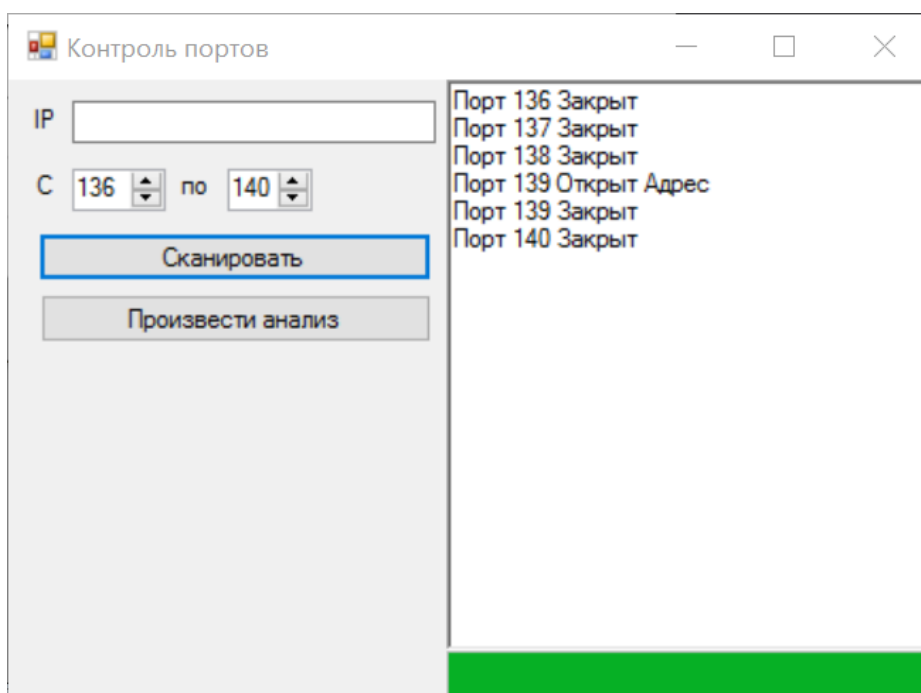 Контроль портов
IP
С 136 по 140
Сканировать
Произвести анализ
Порт 136 Закрыт
Порт 137 Закрыт
Порт 138 Закрыт
Порт 139 Открыт Адрес
Порт 139 Закрыт
Порт 140 Закрыт